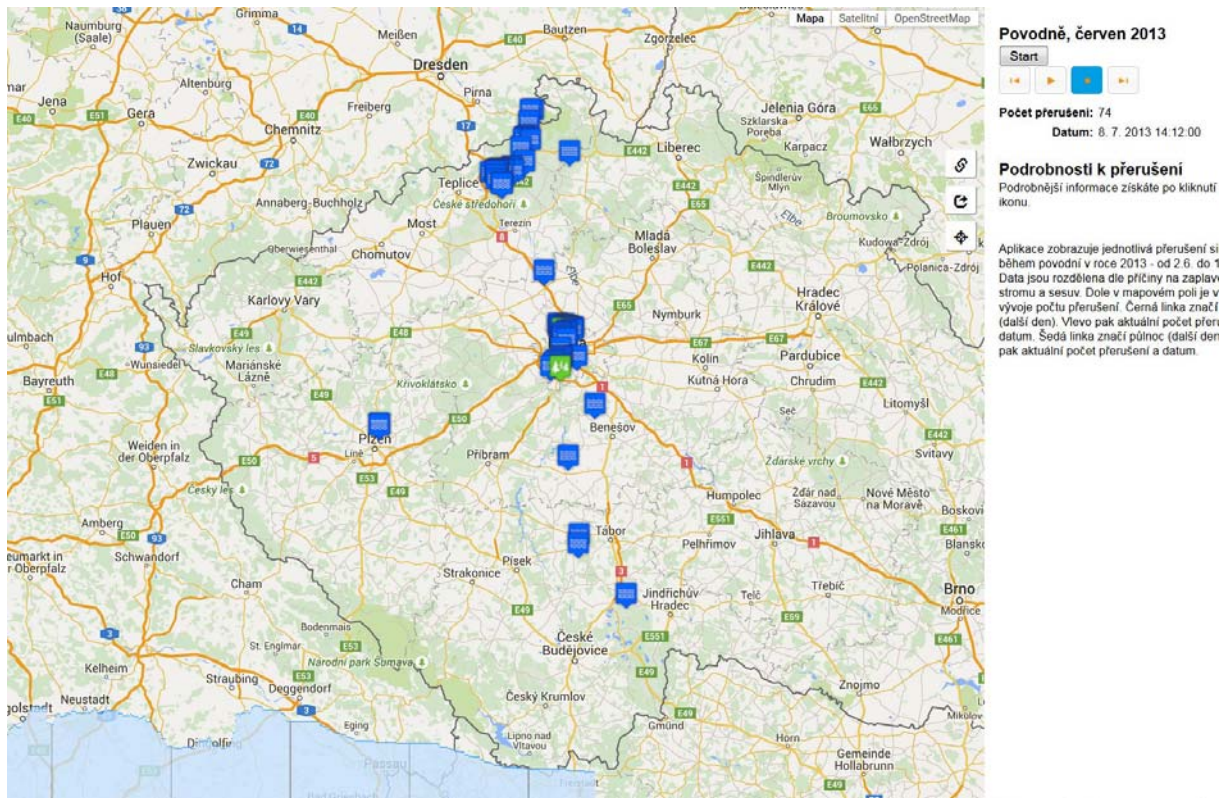 Mapa Satelitní OpenStreetMap
Grimma
Naumburg
(Saale)
Meißen
Bautzen
Zgorzelec
E40
Dresden
Altenburg
Pirna
Jena
Gera
Freiberg
Chemnitz
Jelenia Góra
Szklarska
Poręba
Karpacz
Wałbrzych
Zwickau
Liberec
E442
Teplice
České středohoří
Špindlerův
Mlýn
Annaberg-Buchholz
Terezín
Most
Elbe
Broumovsko
Plauen
Oberwiesenthal
Chomutov
Mladá
Boleslav
Kudowa-Zdrój
Polanica-Zdrój
Hof
Karlovy Vary
Hradec
Králové
Nymburk
Slavkovský les
Wunsiedel
Mariánské
Lázně
Křivoklátsko
Kolín
Pardubice
Kutná Hora
Chrudim
Bayreuth
Litomyšl
Plzeň
Líně
Benešov
Seč
Weiden in
der Oberpfalz
Příbram
Svitavy
Žďárské vrchy
Český les
Humpolec
Žďár nad
Sázavou
Nové Město
na Moravě
Amberg
Schwandorf
Tábor
Pelhřimov
Jihlava
Písek
Strakonice
Cham
Jindřichův
Hradec
Telč
Třebíč
Brno
Modřice
Bodenmais
St. Englmar
Národní park Šumava
České
Budějovice
Kelheim
Straubing
Deggendorf
Neustadt
Český Krumlov
Znojmo
Mikulov
Eging
Lipno nad
Vltavou
Gmünd
Horn
Passau
Gemeinde
Hollabrunn
Povodně, červen 2013
Start
Počet přerušení: 74
Datum: 8. 7. 2013 14:12:00
Podrobnosti k přerušení
Podrobnější informace získáte po kliknutí
ikonu.
Aplikace zobrazuje jednotlivá přerušení si
během povodní v roce 2013 - od 2.6. do 1
Data jsou rozdělena dle příčiny na zaplav
stromu a sesuv. Dole v mapovém poli je v
vývoje počtu přerušení. Černá linka značí
(další den). Vlevo pak aktuální počet přeru
datum. Šedá linka značí půlnoc (další den
pak aktuální počet přerušení a datum.